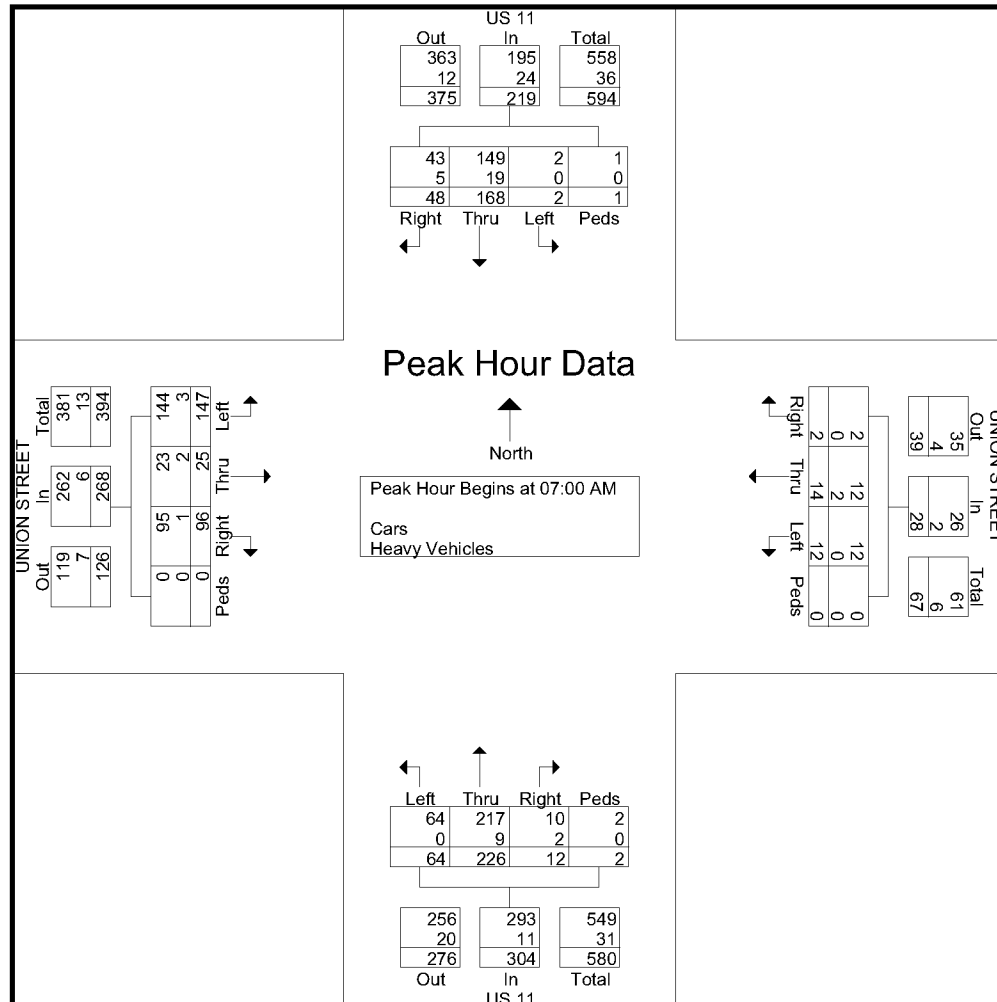 US 11
Out In Total
363 195 558
12 24 36
375 219 594
43 149 2 1
5 19 0 0
48 168 2 1
Right Thru Left Peds
Peak Hour Data
North
Peak Hour Begins at 07:00 AM
Cars
Heavy Vehicles
UNION STREET
Out In Total
119 262 381
7 6 13
126 268 394
144 23 95 0
3 2 1 0
147 25 96 0
Left Thru Right Peds
UNION STREET
Out In Total
35 26 61
4 2 6
39 28 67
2 12 12 0
0 2 0 0
2 14 12 0
Right Thru Left Peds
Left Thru Right Peds
64 217 10 2
0 9 2 0
64 226 12 2
256 293 549
20 11 31
276 304 580
Out In Total
US 11